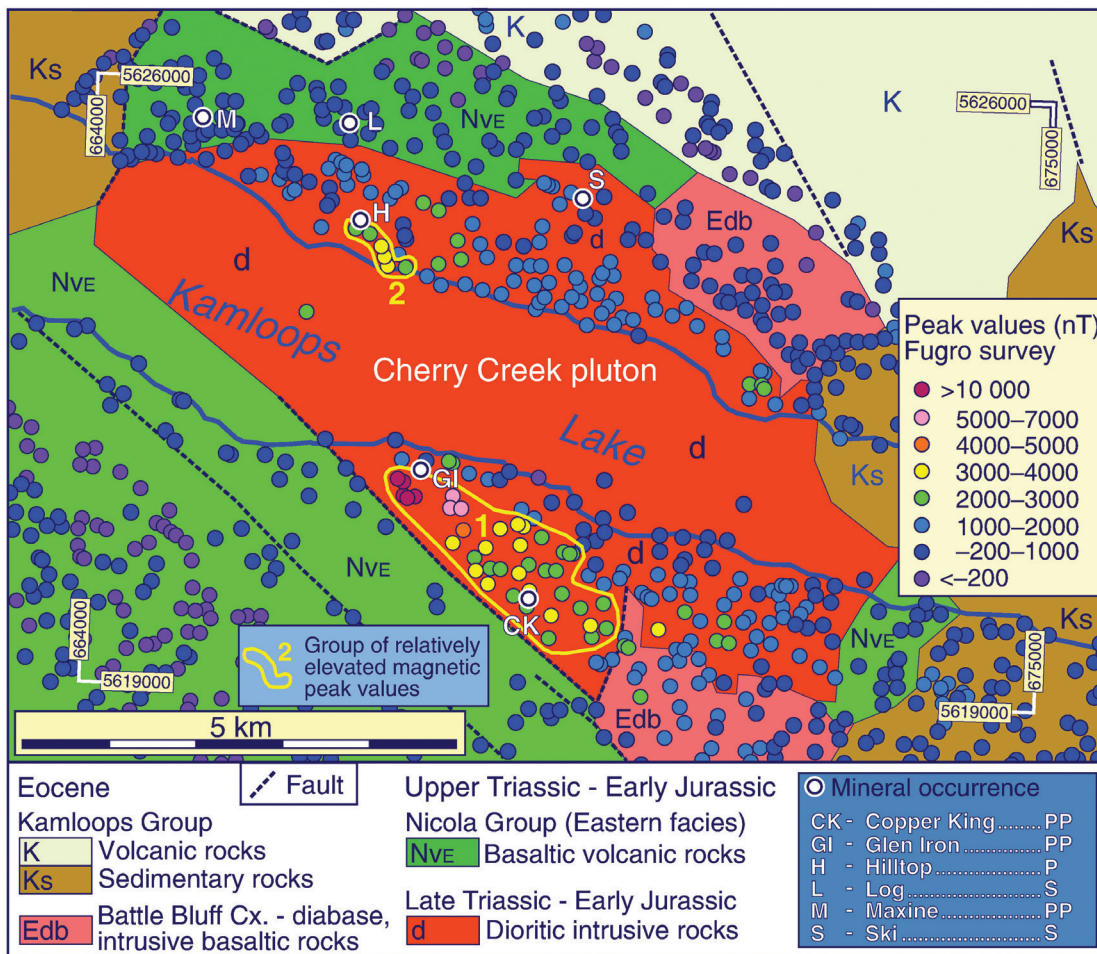 K
Ks
5626000
664000
M
L
NVE
K
5626000
675000
S
H
d
Edb
Ks
NVE
d
2
Kamloops
Cherry Creek pluton
Lake
d
Ks
Peak values (nT)
Fugro survey
>10 000
5000–7000
4000–5000
3000–4000
2000–3000
1000–2000
–200–1000
<–200
GI
1
NVE
d
CK
NVE
Ks
664000
5619000
2 Group of relatively
elevated magnetic
peak values
Edb
675000
5619000
5 km
Eocene
Fault
Kamloops Group
K Volcanic rocks
Ks Sedimentary rocks
Edb Battle Bluff Cx. - diabase,
intrusive basaltic rocks
Upper Triassic - Early Jurassic
Nicola Group (Eastern facies)
NVE Basaltic volcanic rocks
Late Triassic - Early Jurassic
d Dioritic intrusive rocks
Mineral occurrence
CK - Copper King........PP
GI - Glen Iron...............PP
H - Hilltop....................P
L - Log........................S
M - Maxine..................PP
S - Ski.........................S